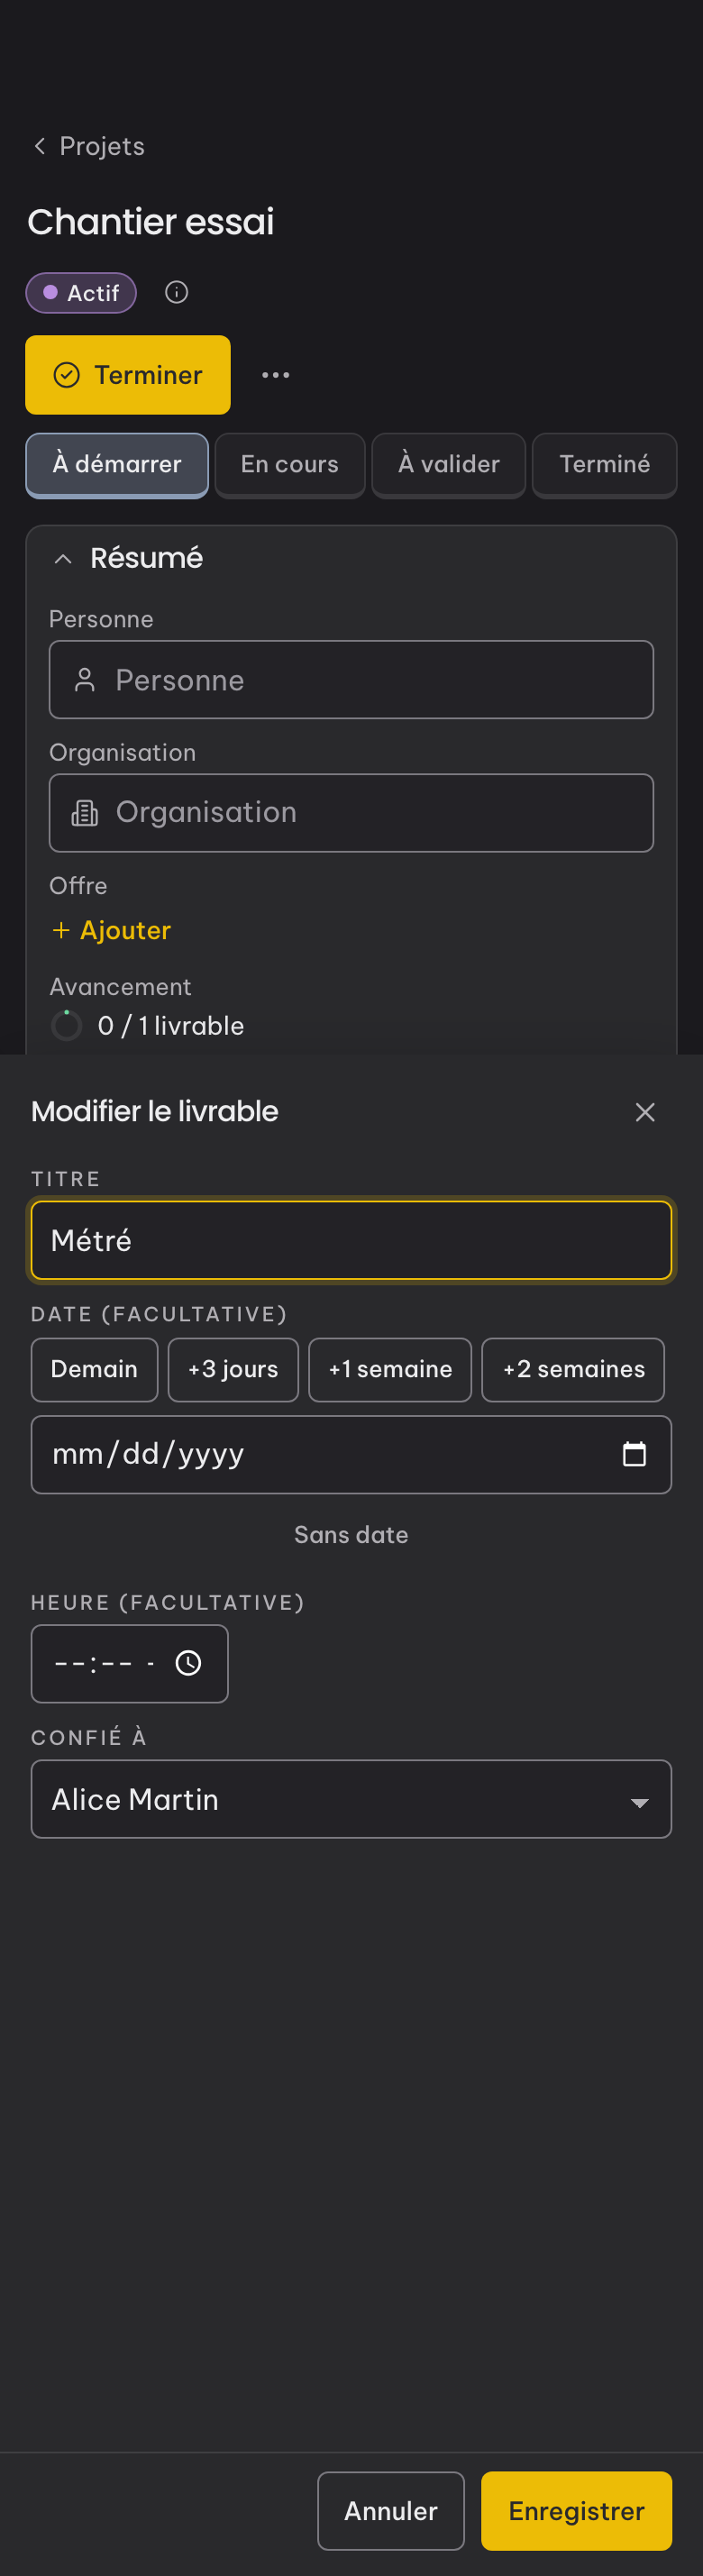 Projets
Chantier essai
Actif
Terminer
À démarrer En cours À valider Terminé
Résumé
Personne
Personne
Organisation
Organisation
Offre
+ Ajouter
Avancement
0 / 1 livrable
Modifier le livrable
TITRE
Métré
DATE (FACULTATIVE)
Demain +3 jours +1 semaine +2 semaines
mm/dd/yyyy
Sans date
HEURE (FACULTATIVE)
--:-- -
CONFIÉ À
Alice Martin
Annuler Enregistrer